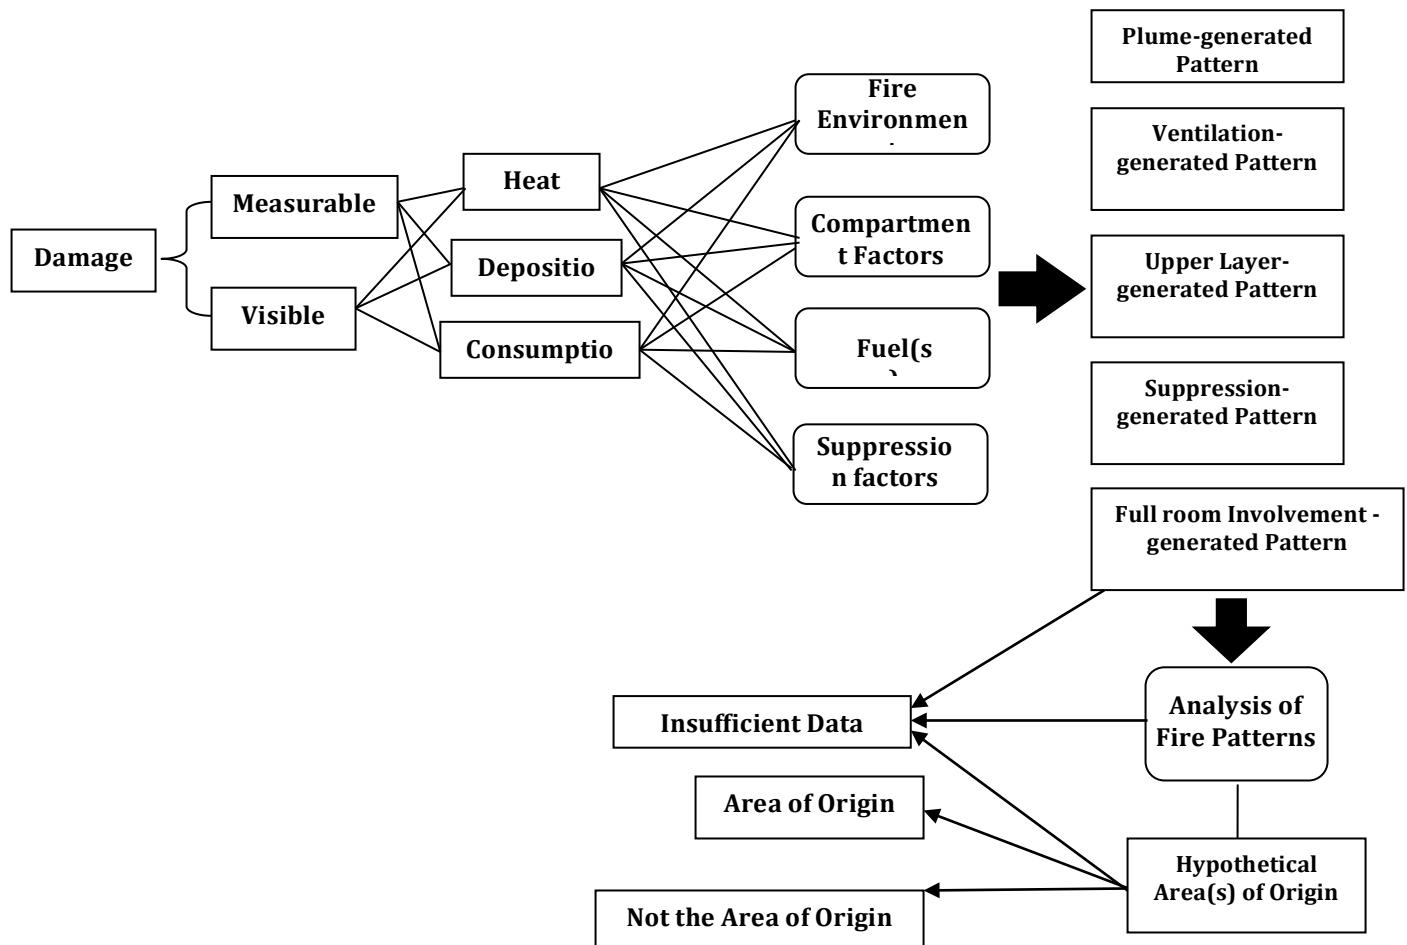 Damage
Measurable
Visible
Heat
Depositio
Consumptio
Fire
Environmen
Compartmen
t Factors
Fuel(s
Suppressio
n factors
Plume-generated
Pattern
Ventilation-
generated Pattern
Upper Layer-
generated Pattern
Suppression-
generated Pattern
Full room Involvement -
generated Pattern
Analysis of
Fire Patterns
Hypothetical
Area(s) of Origin
Insufficient Data
Area of Origin
Not the Area of Origin